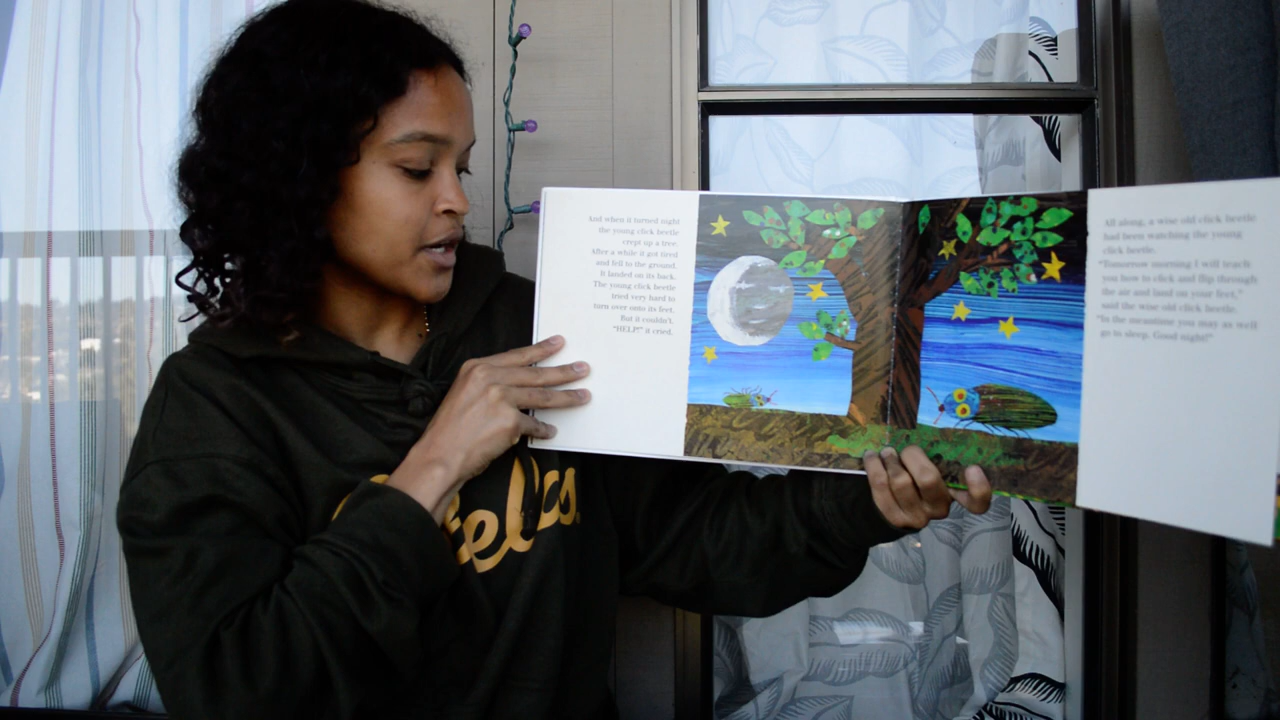 And when it turned night
the young click beetle
crept up a tree.
After a while it got tired
and fell to the ground.
It landed on its back.
The young click beetle
tried very hard to
turn over onto its feet.
But it couldn't.
"HELP!" it cried.
All along, a wise old click beetle
had been watching the young
click beetle.
"Tomorrow morning I will teach
you how to click and flip through
the air and land on your feet,"
said the wise old click beetle.
"In the meantime you may as well
go to sleep. Good night!"